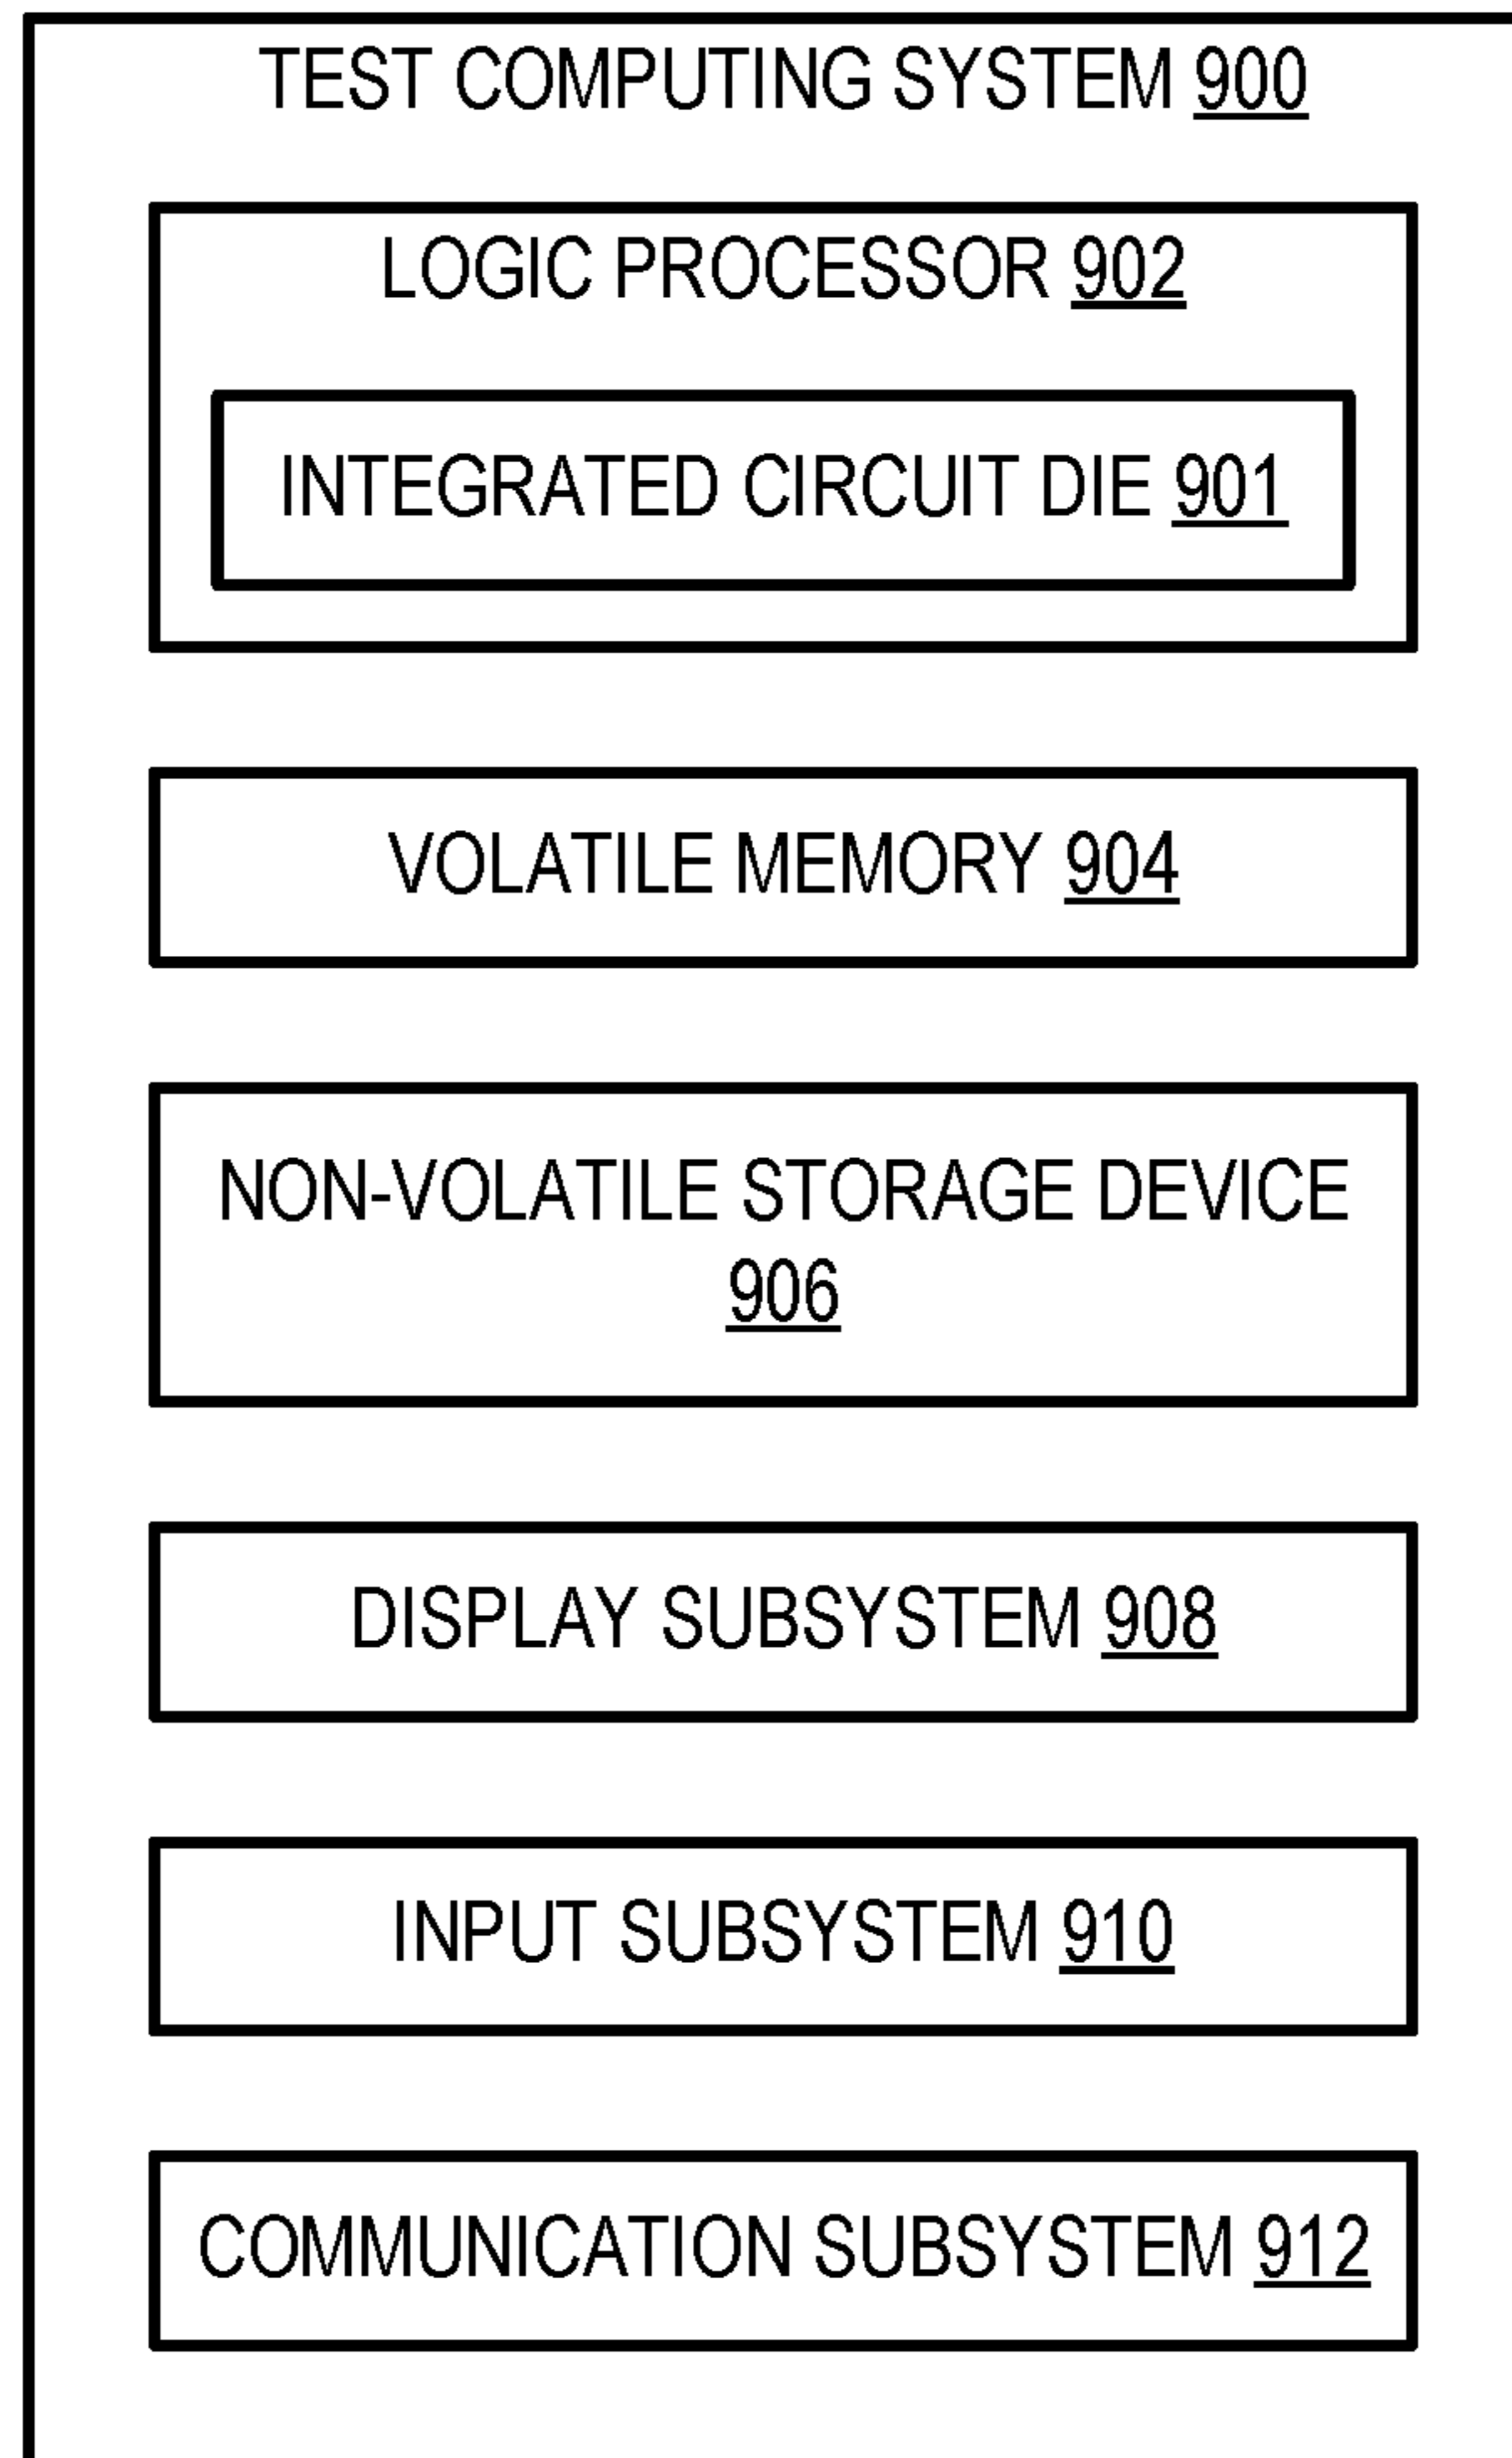 TEST COMPUTING SYSTEM 900
LOGIC PROCESSOR 902
INTEGRATED CIRCUIT DIE 901
VOLATILE MEMORY 904
NON-VOLATILE STORAGE DEVICE
906
DISPLAY SUBSYSTEM 908
INPUT SUBSYSTEM 910
COMMUNICATION SUBSYSTEM 912